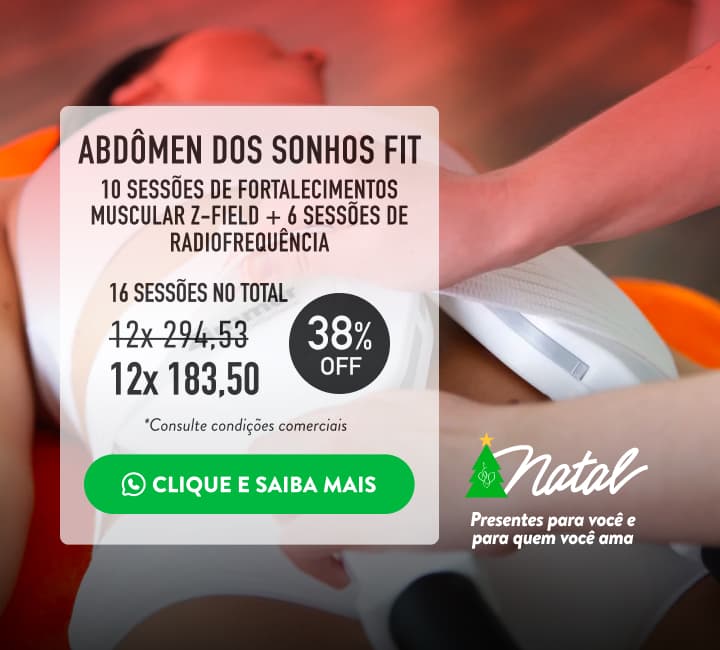 ABDÔMEN DOS SONHOS FIT
10 SESSÕES DE FORTALECIMENTOS
MUSCULAR Z-FIELD + 6 SESSÕES DE
RADIOFREQUÊNCIA
16 SESSÕES NO TOTAL
12x 294,53
12x 183,50
38%
OFF
*Consulte condições comerciais
CLIQUE E SAIBA MAIS
Natal
Presentes para você e
para quem você ama